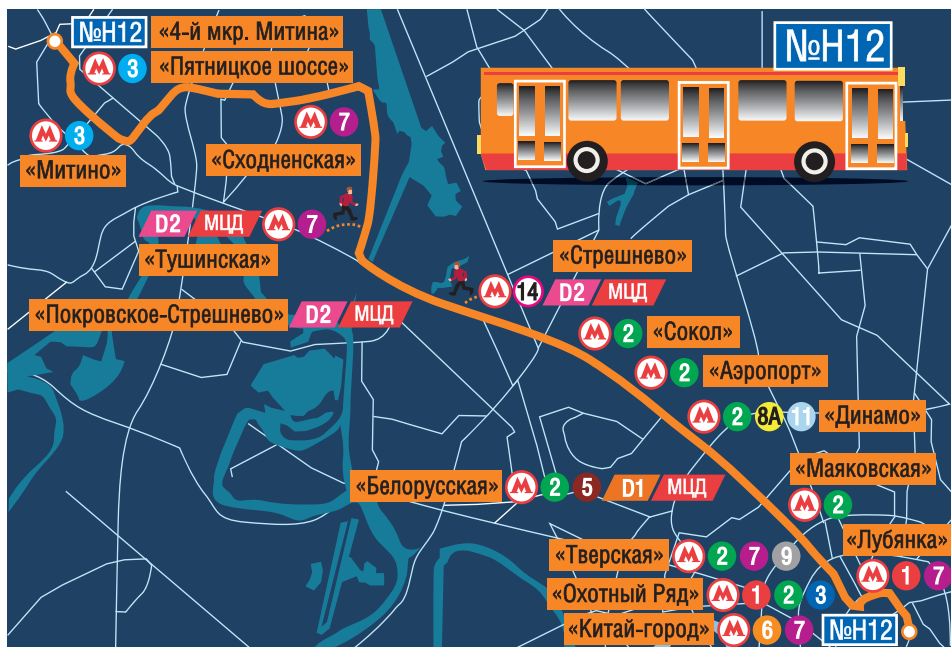 №Н12 «4-й мкр. Митина»
М 3 «Пятницкое шоссе»
№Н12
М 3
«Митино»
М 7
«Сходненская»
D2 МЦД М 7
«Тушинская»
«Стрешнево»
М 14 D2 МЦД
«Покровское-Стрешнево» D2 МЦД
М 2 «Сокол»
М 2 «Аэропорт»
М 2 8А 11 «Динамо»
«Маяковская»
М 2
«Белорусская» М 2 5 D1 МЦД
«Лубянка»
М 1 7
«Тверская» М 2 7 9
«Охотный Ряд» М 1 2 3
«Китай-город» М 6 7 №Н12